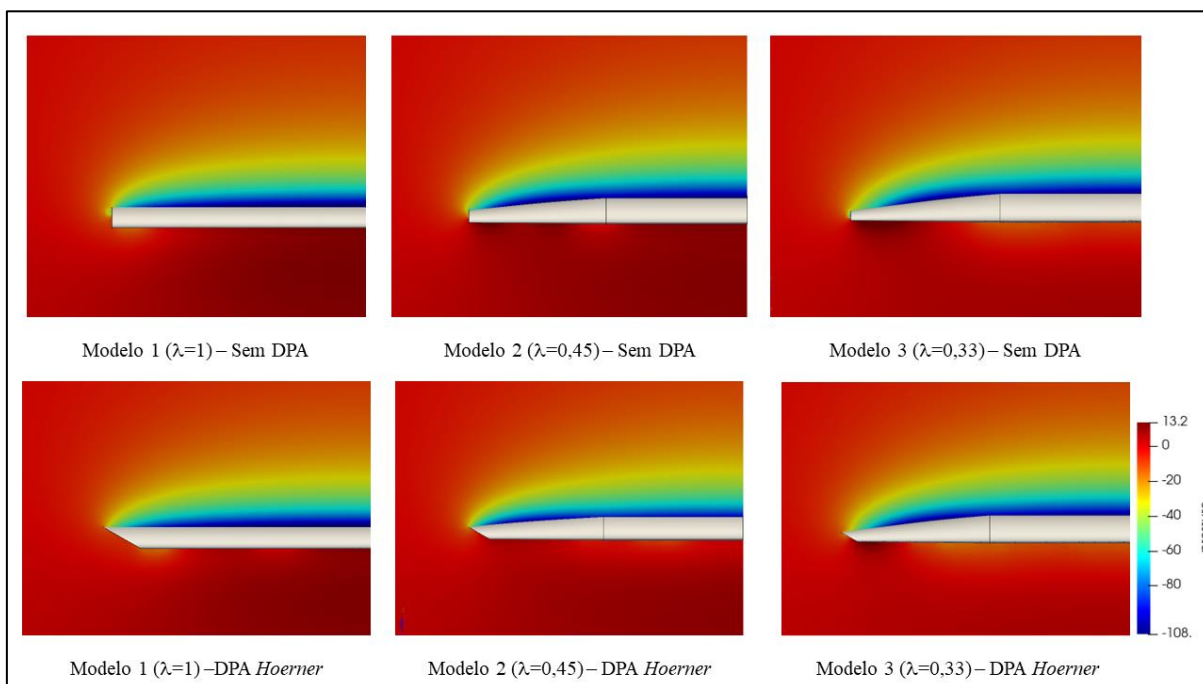 Modelo 1 (λ=1) – Sem DPA
Modelo 2 (λ=0,45) – Sem DPA
Modelo 3 (λ=0,33) – Sem DPA
13.2
0
-20
-40
-60
-80
-108.
Modelo 1 (λ=1) –DPA Hoerner
Modelo 2 (λ=0,45) – DPA Hoerner
Modelo 3 (λ=0,33) – DPA Hoerner